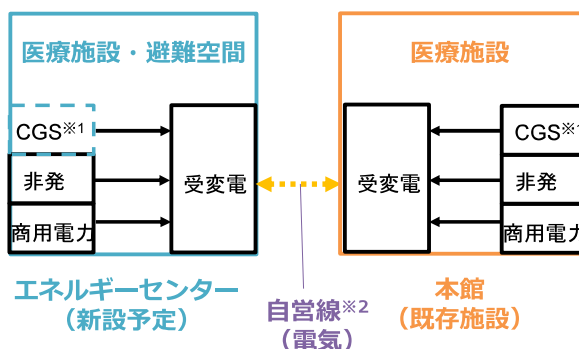 医療施設・避難空間
CGS※1
非発
商用電力
受変電
エネルギーセンター
（新設予定）
自営線※2
（電気）
医療施設
受変電
CGS※1
非発
商用電力
本館
（既存施設）